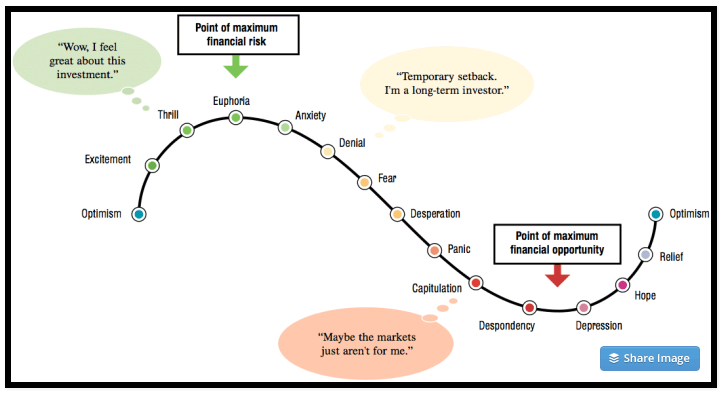 Point of maximum
financial risk
“Wow, I feel
great about this
investment.”
“Temporary setback.
I'm a long-term investor.”
Euphoria
Thrill
Anxiety
Denial
Excitement
Fear
Optimism
Desperation
Optimism
Point of maximum
financial opportunity
Panic
Relief
Capitulation
Hope
Despondency
Depression
“Maybe the markets
just aren't for me.”
Share Image